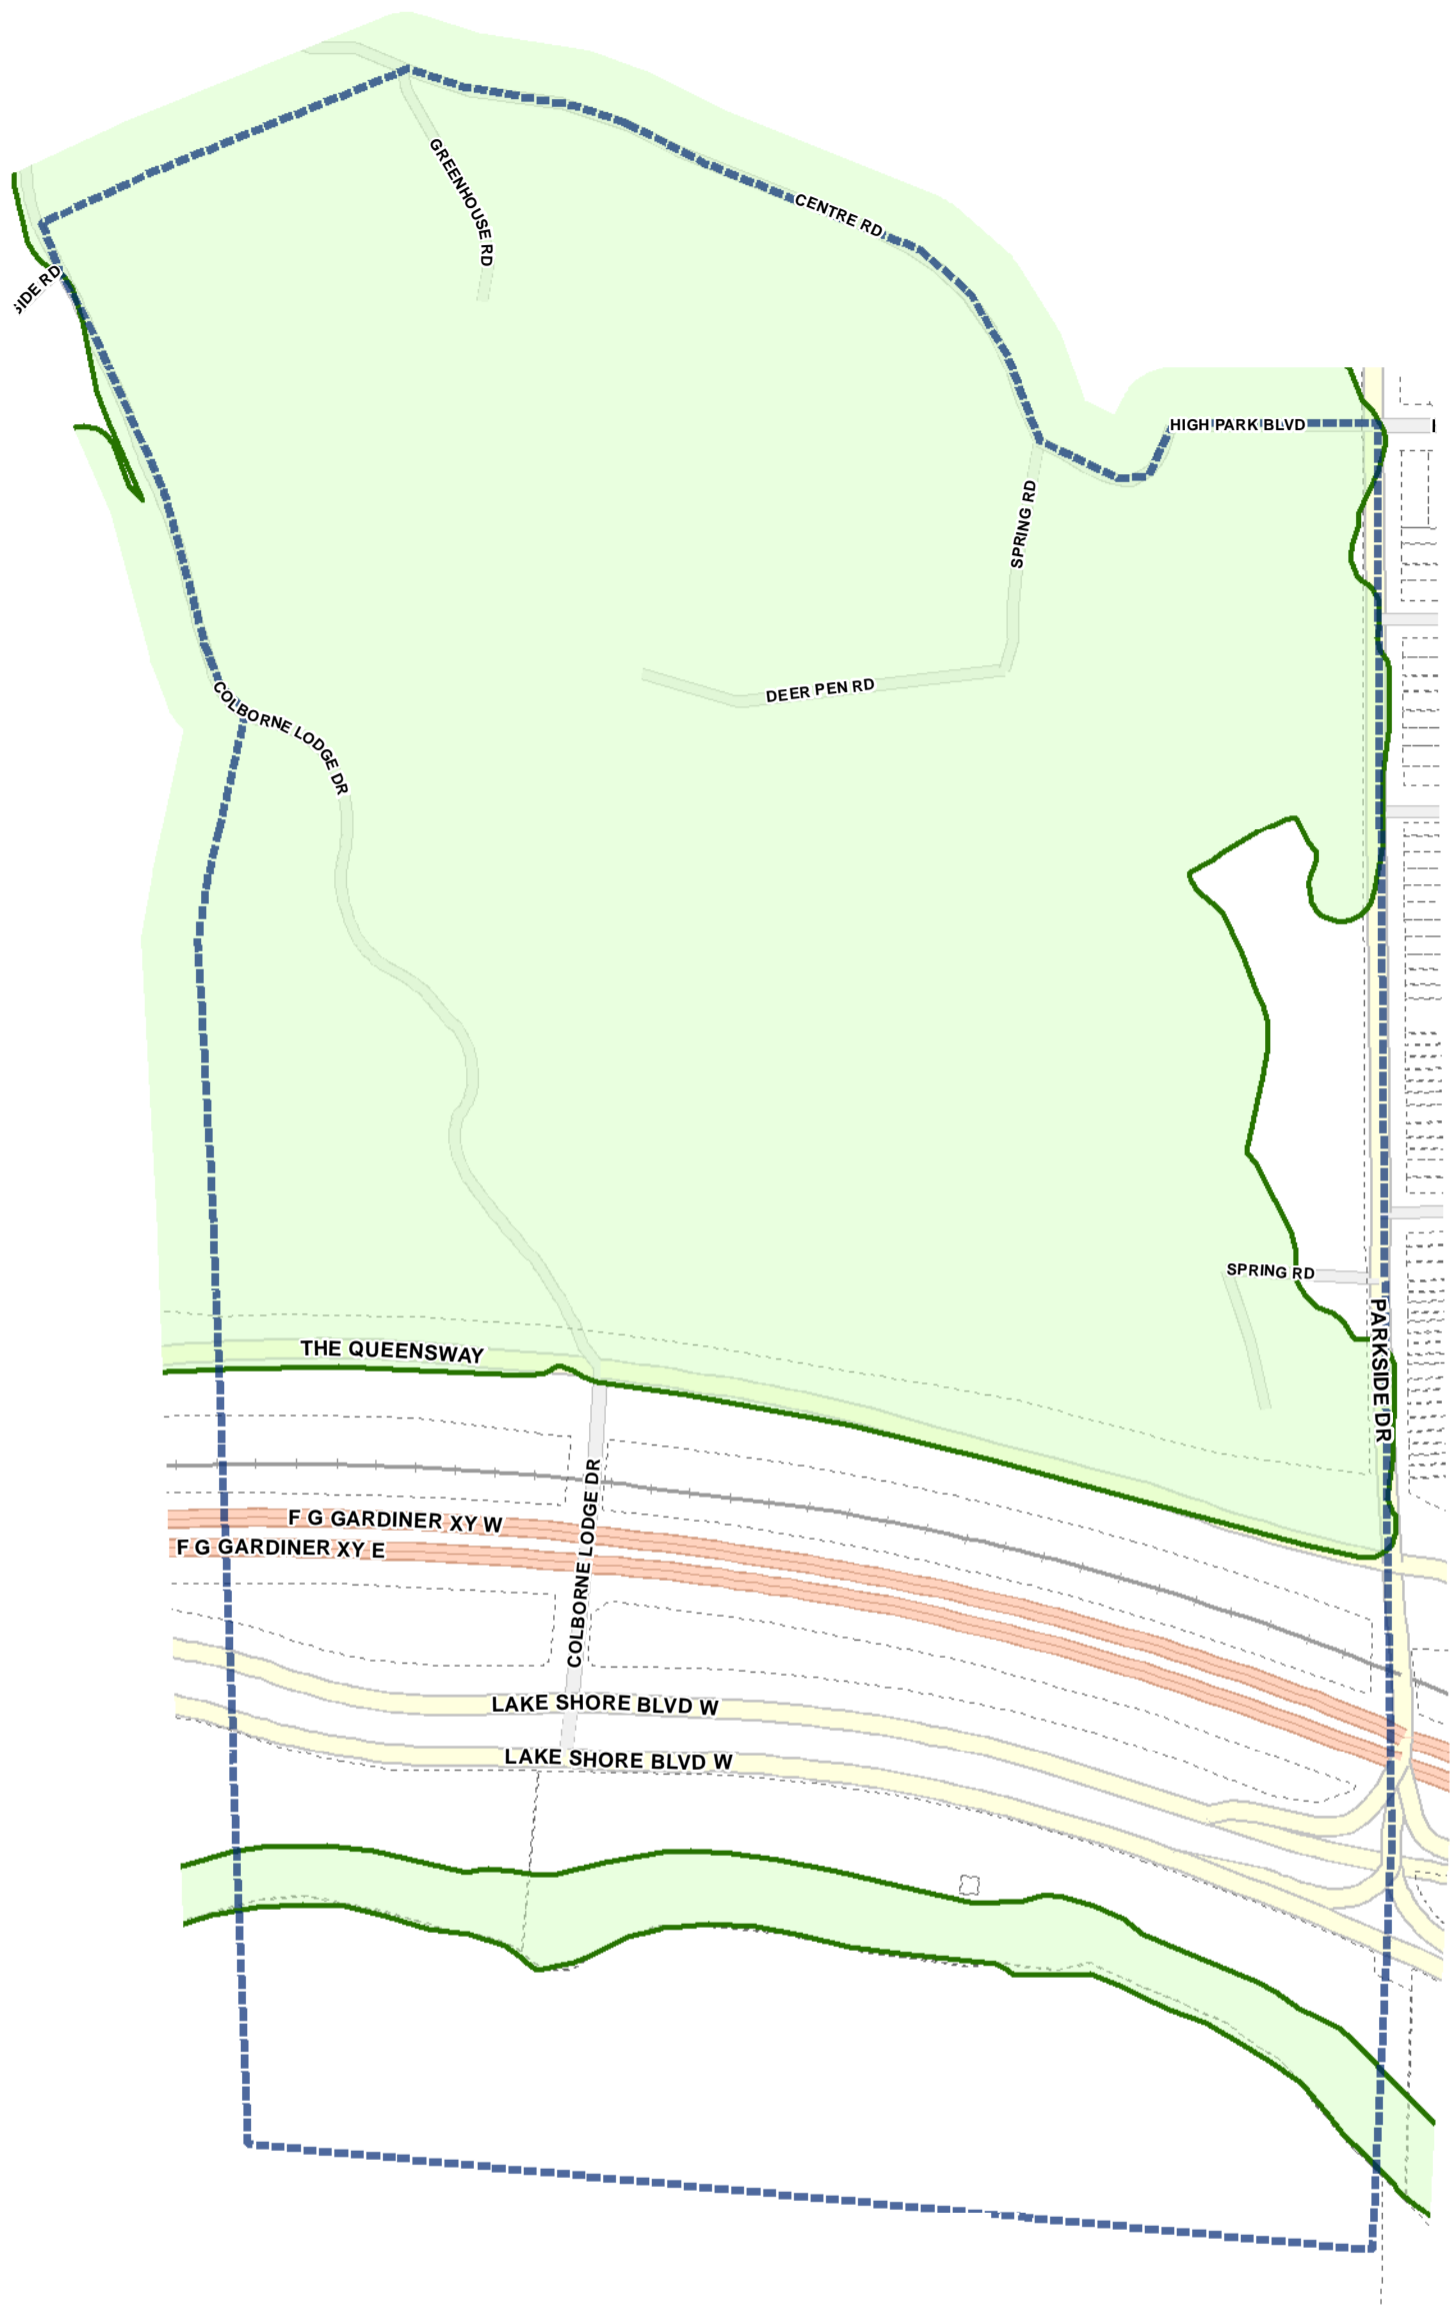 GREENHOUSE RD
CENTRE RD
SIDE RD
HIGH PARK BLVD
SPRING RD
DEER PEN RD
COLBORNE LODGE DR
SPRING RD
PARKSIDE DR
THE QUEENSWAY
F G GARDINER XY W
F G GARDINER XY E
COLBORNE LODGE DR
LAKE SHORE BLVD W
LAKE SHORE BLVD W